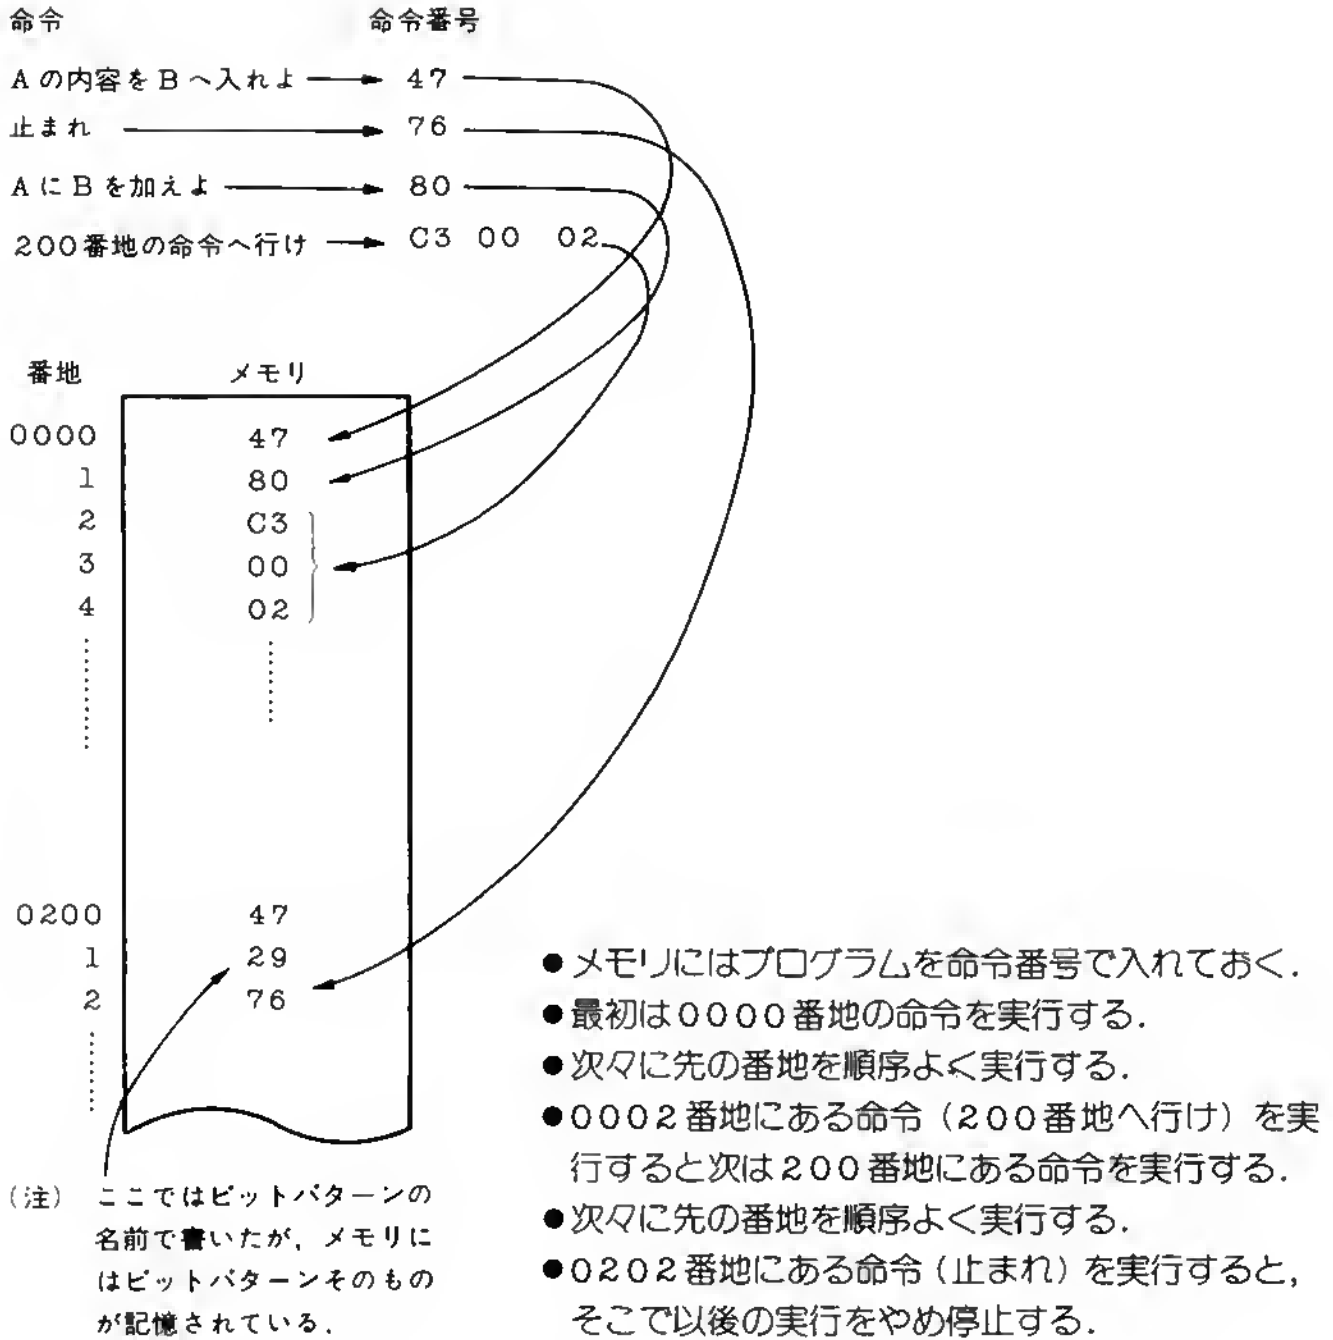 命令 命令番号
Aの内容をBへ入れよ 47
止まれ 76
AにBを加えよ 80
200番地の命令へ行け C3 00 02
番地 メモリ
0000 47
1 80
2 C3
3 00
4 02
0200 47
1 29
2 76
●メモリにはプログラムを命令番号で入れておく.
●最初は0000番地の命令を実行する.
●次々に先の番地を順序よく実行する.
●0002番地にある命令(200番地へ行け)を実
行すると次は200番地にある命令を実行する.
●次々に先の番地を順序よく実行する.
●0202番地にある命令(止まれ)を実行すると,
そこで以後の実行をやめ停止する.
(注) ここではビットパターンの
名前で書いたが,メモリに
はビットパターンそのもの
が記憶されている.